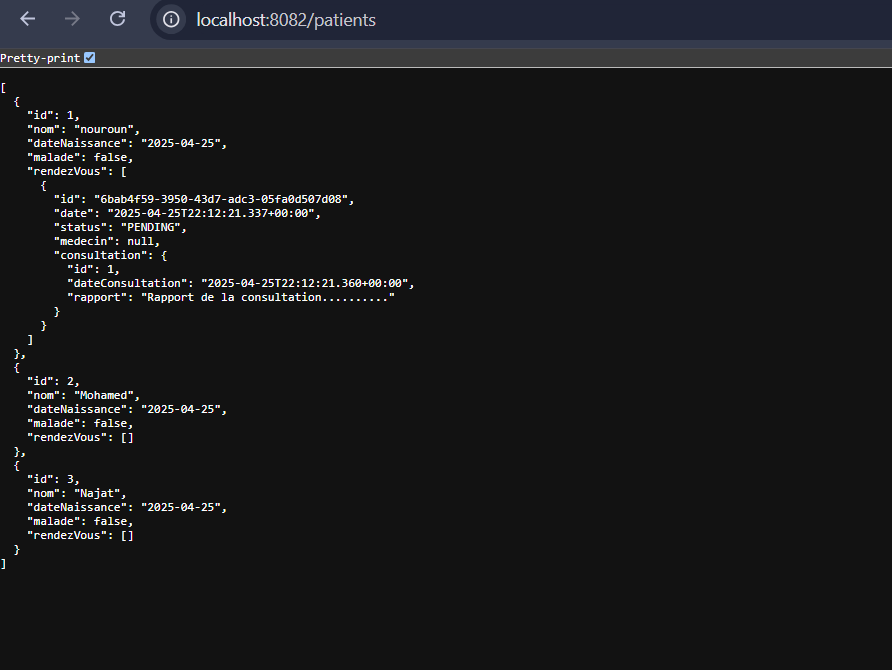 localhost:8082/patients
Pretty-print
[
  {
    "id": 1,
    "nom": "nouroun",
    "dateNaissance": "2025-04-25",
    "malade": false,
    "rendezVous": [
      {
        "id": "6bab4f59-3950-43d7-adc3-05fa0d507d08",
        "date": "2025-04-25T22:12:21.337+00:00",
        "status": "PENDING",
        "medecin": null,
        "consultation": {
          "id": 1,
          "dateConsultation": "2025-04-25T22:12:21.360+00:00",
          "rapport": "Rapport de la consultation.........."
        }
      }
    ]
  },
  {
    "id": 2,
    "nom": "Mohamed",
    "dateNaissance": "2025-04-25",
    "malade": false,
    "rendezVous": []
  },
  {
    "id": 3,
    "nom": "Najat",
    "dateNaissance": "2025-04-25",
    "malade": false,
    "rendezVous": []
  }
]